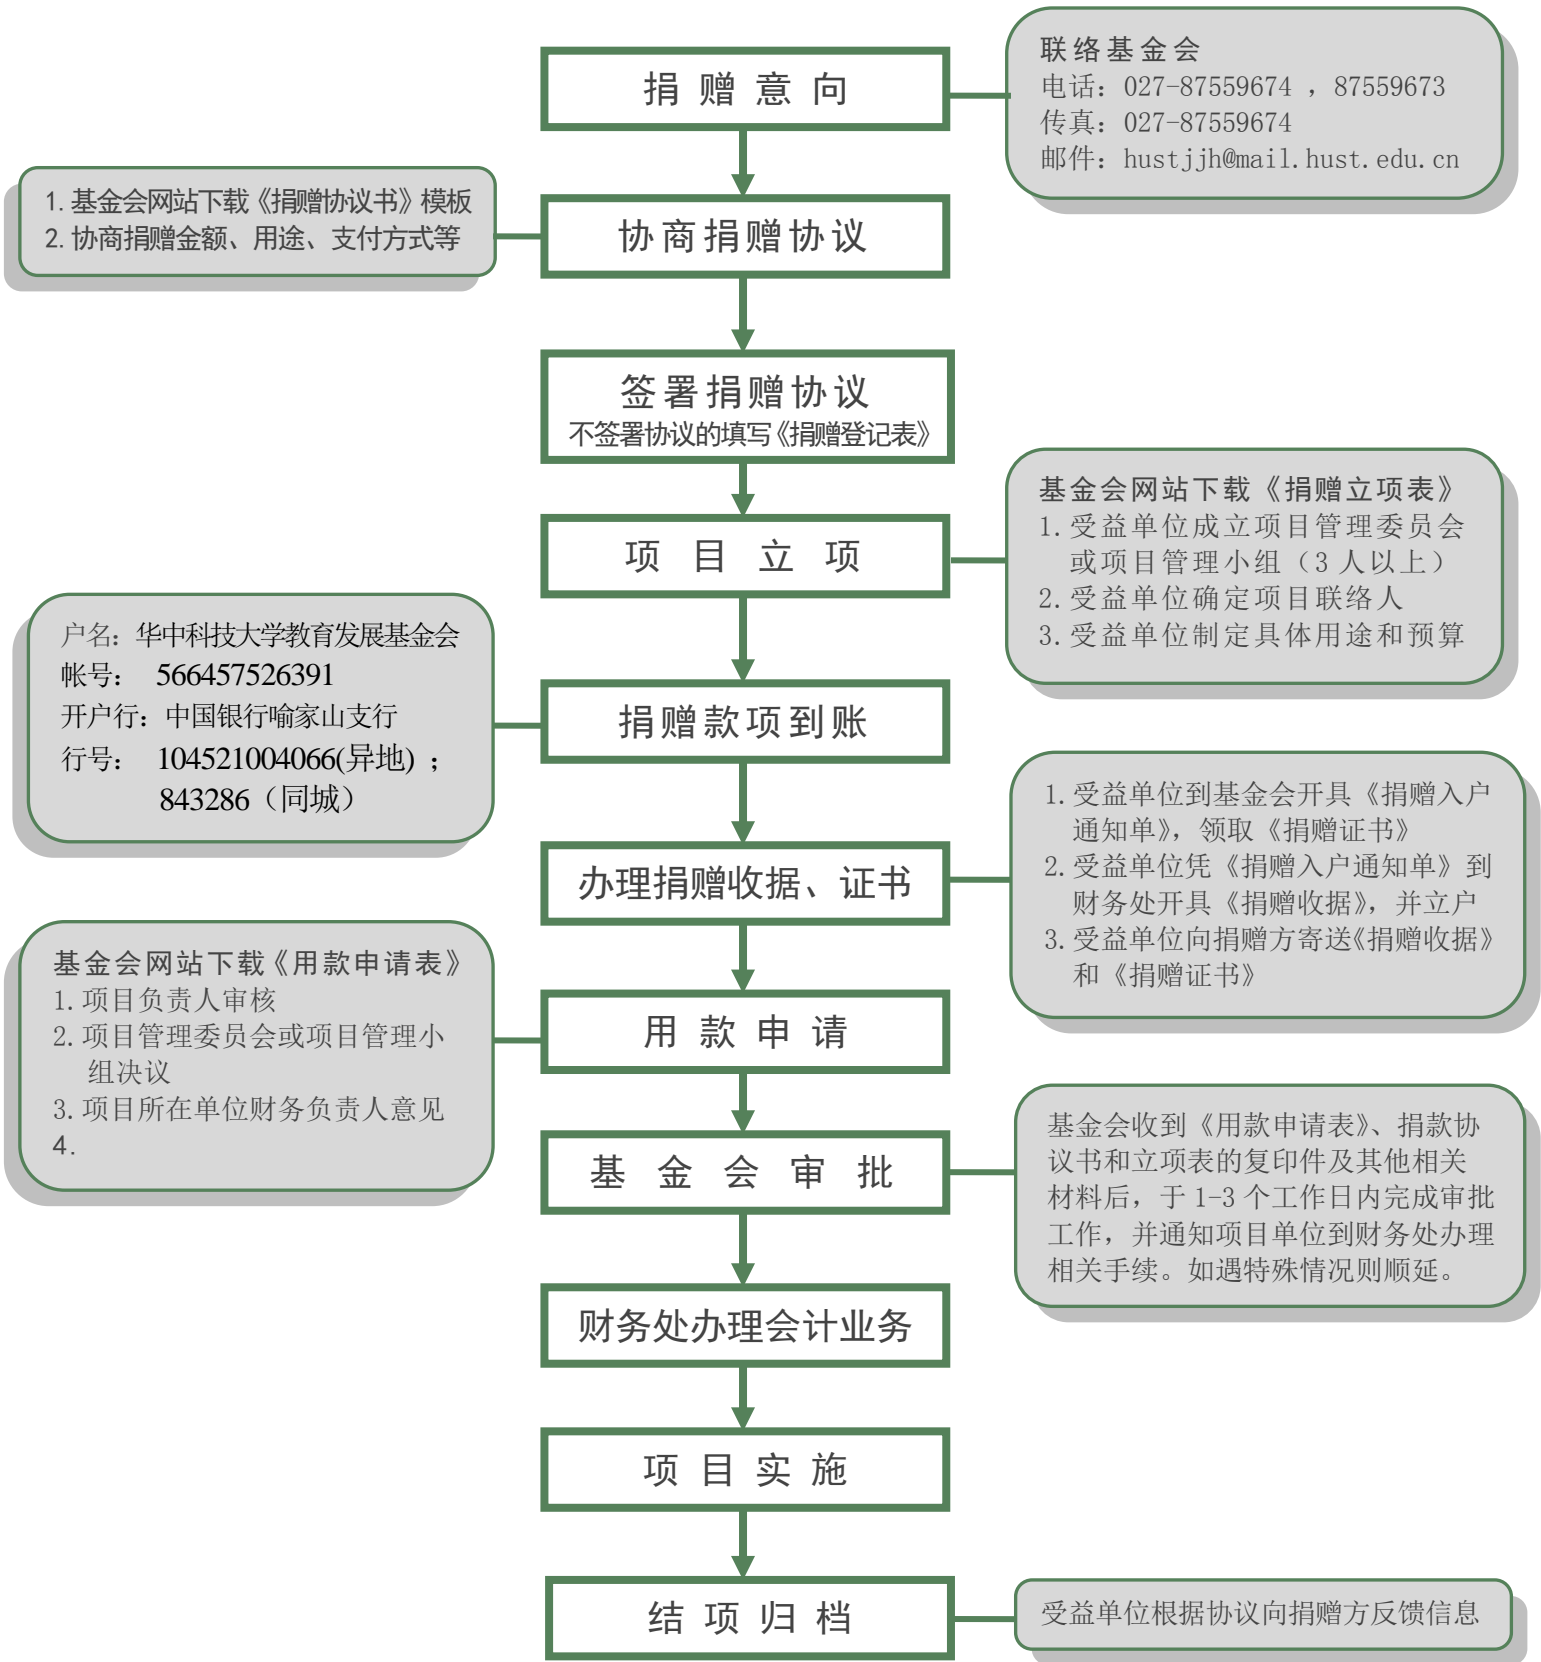 捐赠意向
联络基金会
电话：027-87559674 ，87559673
传真：027-87559674
邮件：hustjjh@mail.hust.edu.cn
1.基金会网站下载《捐赠协议书》模板
2.协商捐赠金额、用途、支付方式等
协商捐赠协议
签署捐赠协议
不签署协议的填写《捐赠登记表》
项目立项
基金会网站下载《捐赠立项表》
1.受益单位成立项目管理委员会
或项目管理小组（3人以上）
2.受益单位确定项目联络人
3.受益单位制定具体用途和预算
户名：华中科技大学教育发展基金会
帐号： 566457526391
开户行：中国银行喻家山支行
行号： 104521004066(异地) ；
843286（同城）
捐赠款项到账
办理捐赠收据、证书
1.受益单位到基金会开具《捐赠入户
通知单》，领取《捐赠证书》
2.受益单位凭《捐赠入户通知单》到
财务处开具《捐赠收据》，并立户
3.受益单位向捐赠方寄送《捐赠收据》
和《捐赠证书》
基金会网站下载《用款申请表》
1.项目负责人审核
2.项目管理委员会或项目管理小
组决议
3.项目所在单位财务负责人意见
4.
用款申请
基金会审批
基金会收到《用款申请表》、捐款协
议书和立项表的复印件及其他相关
材料后，于1-3个工作日内完成审批
工作，并通知项目单位到财务处办理
相关手续。如遇特殊情况则顺延。
财务处办理会计业务
项目实施
结项归档
受益单位根据协议向捐赠方反馈信息